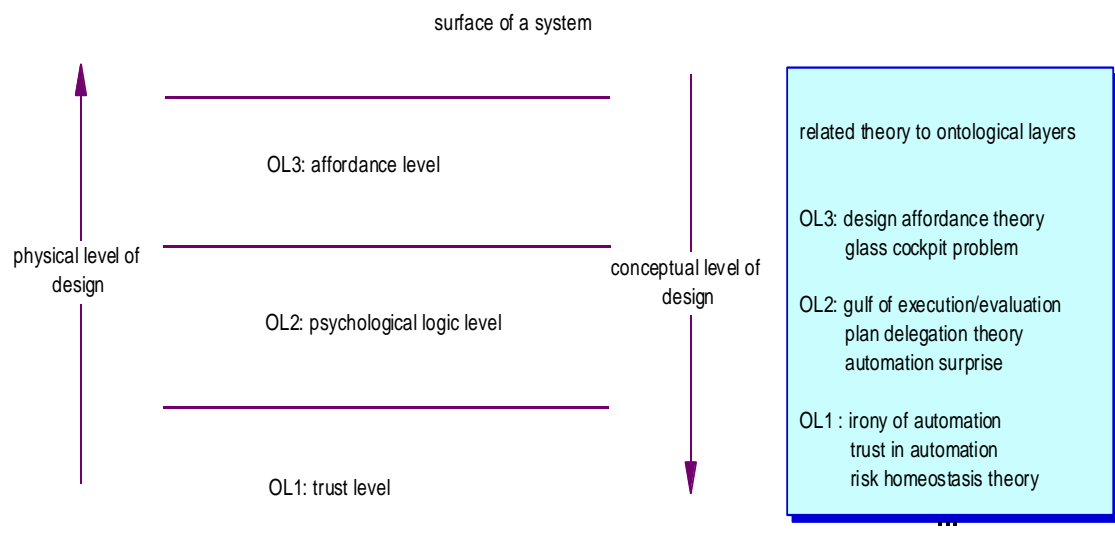 surface of a system
OL3: affordance level
physical level of
design
OL2: psychological logic level
OL1: trust level
conceptual level of
design
related theory to ontological layers
OL3: design affordance theory
glass cockpit problem
OL2: gulf of execution/evaluation
plan delegation theory
automation surprise
OL1 : irony of automation
trust in automation
risk homeostasis theory
...